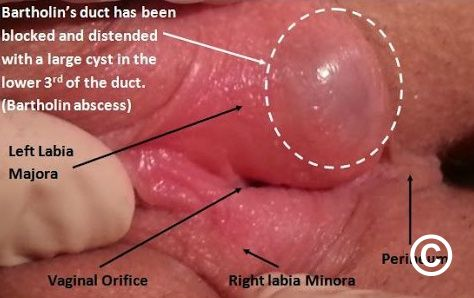 Bartholin's duct has been
blocked and distended
with a large cyst in the
lower 3rd of the duct.
(Bartholin abscess)
Left Labia
Majora
Vaginal Orifice
Right labia Minora
©